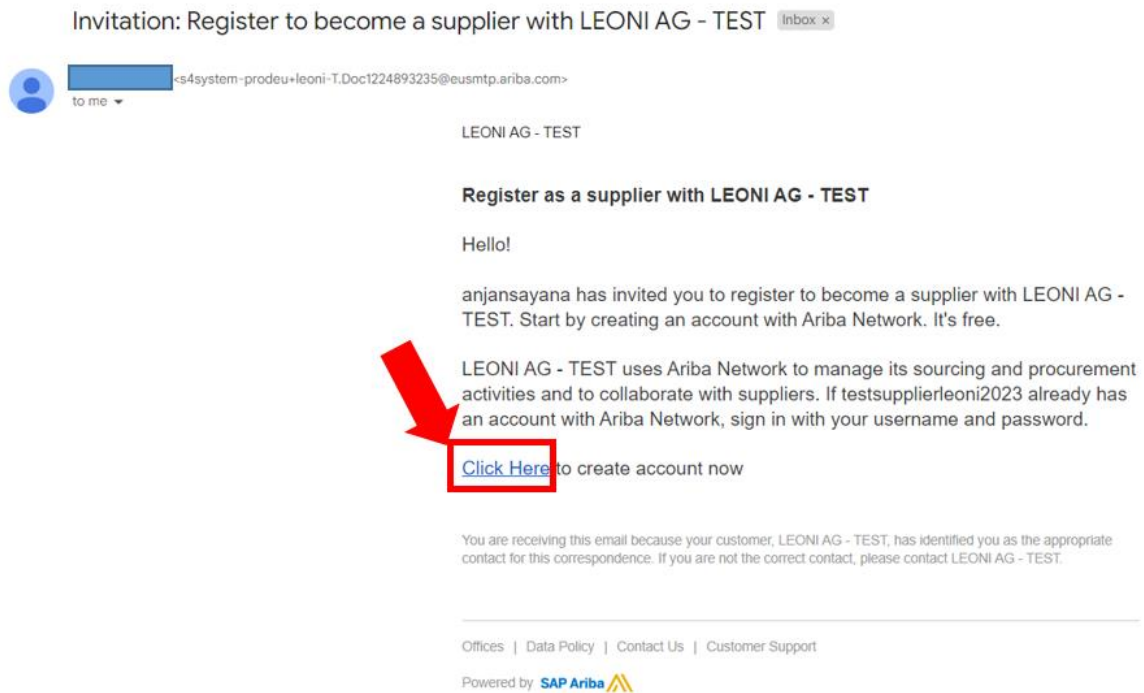 Invitation: Register to become a supplier with LEONI AG - TEST Inbox x
<s4system-prodeu+leoni-T.Doc1224893235@eusmtp.ariba.com>
to me
LEONI AG - TEST
Register as a supplier with LEONI AG - TEST
Hello!
anjansayana has invited you to register to become a supplier with LEONI AG -
TEST. Start by creating an account with Ariba Network. It's free.
LEONI AG - TEST uses Ariba Network to manage its sourcing and procurement
activities and to collaborate with suppliers. If testsupplierleoni2023 already has
an account with Ariba Network, sign in with your username and password.
Click Here to create account now
You are receiving this email because your customer, LEONI AG - TEST, has identified you as the appropriate
contact for this correspondence. If you are not the correct contact, please contact LEONI AG - TEST.
Offices | Data Policy | Contact Us | Customer Support
Powered by SAP Ariba